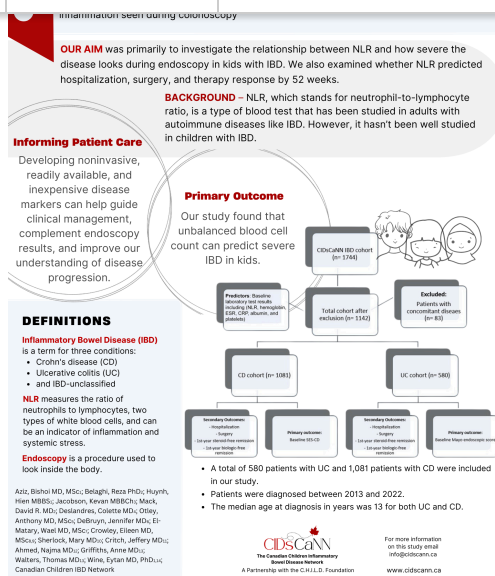 inflammation seen during colonoscopy
OUR AIM was primarily to investigate the relationship between NLR and how severe the
disease looks during endoscopy in kids with IBD. We also examined whether NLR predicted
hospitalization, surgery, and therapy response by 52 weeks.
BACKGROUND – NLR, which stands for neutrophil-to-lymphocyte
ratio, is a type of blood test that has been studied in adults with
autoimmune diseases like IBD. However, it hasn't been well studied
in children with IBD.
Informing Patient Care
Developing noninvasive,
readily available, and
inexpensive disease
markers can help guide
clinical management,
complement endoscopy
results, and improve our
understanding of disease
progression.
Primary Outcome
Our study found that
unbalanced blood cell
count can predict severe
IBD in kids.
CIDsCaNN IBD cohort
(n= 1744)
Predictors: Baseline
laboratory test results
including (NLR, hemoglobin,
ESR, CRP, albumin, and
platelets)
Total cohort after
exclusion (n= 1142)
Excluded:
Patients with
concomitant diseases
(n= 83)
CD cohort (n= 1081)
UC cohort (n= 580)
Secondary Outcomes:
- Hospitalization
- Surgery
- 1st-year steroid-free remission
- 1st-year biologic-free
remission
Primary outcome:
Baseline SES-CD
Secondary Outcomes:
- Hospitalization
- Surgery
- 1st-year steroid-free remission
- 1st-year biologic-free
remission
Primary outcome:
Baseline Mayo endoscopic score
DEFINITIONS
Inflammatory Bowel Disease (IBD)
is a term for three conditions:
• Crohn's disease (CD)
• Ulcerative colitis (UC)
• and IBD-unclassified
NLR measures the ratio of
neutrophils to lymphocytes, two
types of white blood cells, and can
be an indicator of inflammation and
systemic stress.
Endoscopy is a procedure used to
look inside the body.
• A total of 580 patients with UC and 1,081 patients with CD were included
in our study.
• Patients were diagnosed between 2013 and 2022.
• The median age at diagnosis in years was 13 for both UC and CD.
Aziz, Bishoi MD, MSc; Belaghi, Reza PhD; Huynh,
Hien MBBS; Jacobson, Kevan MBBCh; Mack,
David R. MD; Deslandres, Colette MD; Otley,
Anthony MD, MSc; DeBruyn, Jennifer MD; El-
Matary, Wael MD, MSc; Crowley, Eileen MD,
MSc; Sherlock, Mary MD; Critch, Jeffery MD;
Ahmed, Najma MD; Griffiths, Anne MD;
Walters, Thomas MD; Wine, Eytan MD, PhD
Canadian Children IBD Network
CIDsCaNN
The Canadian Children Inflammatory
Bowel Disease Network
A Partnership with the C.H.I.L.D. Foundation
For more information
on this study email
info@cidscann.ca
www.cidscann.ca